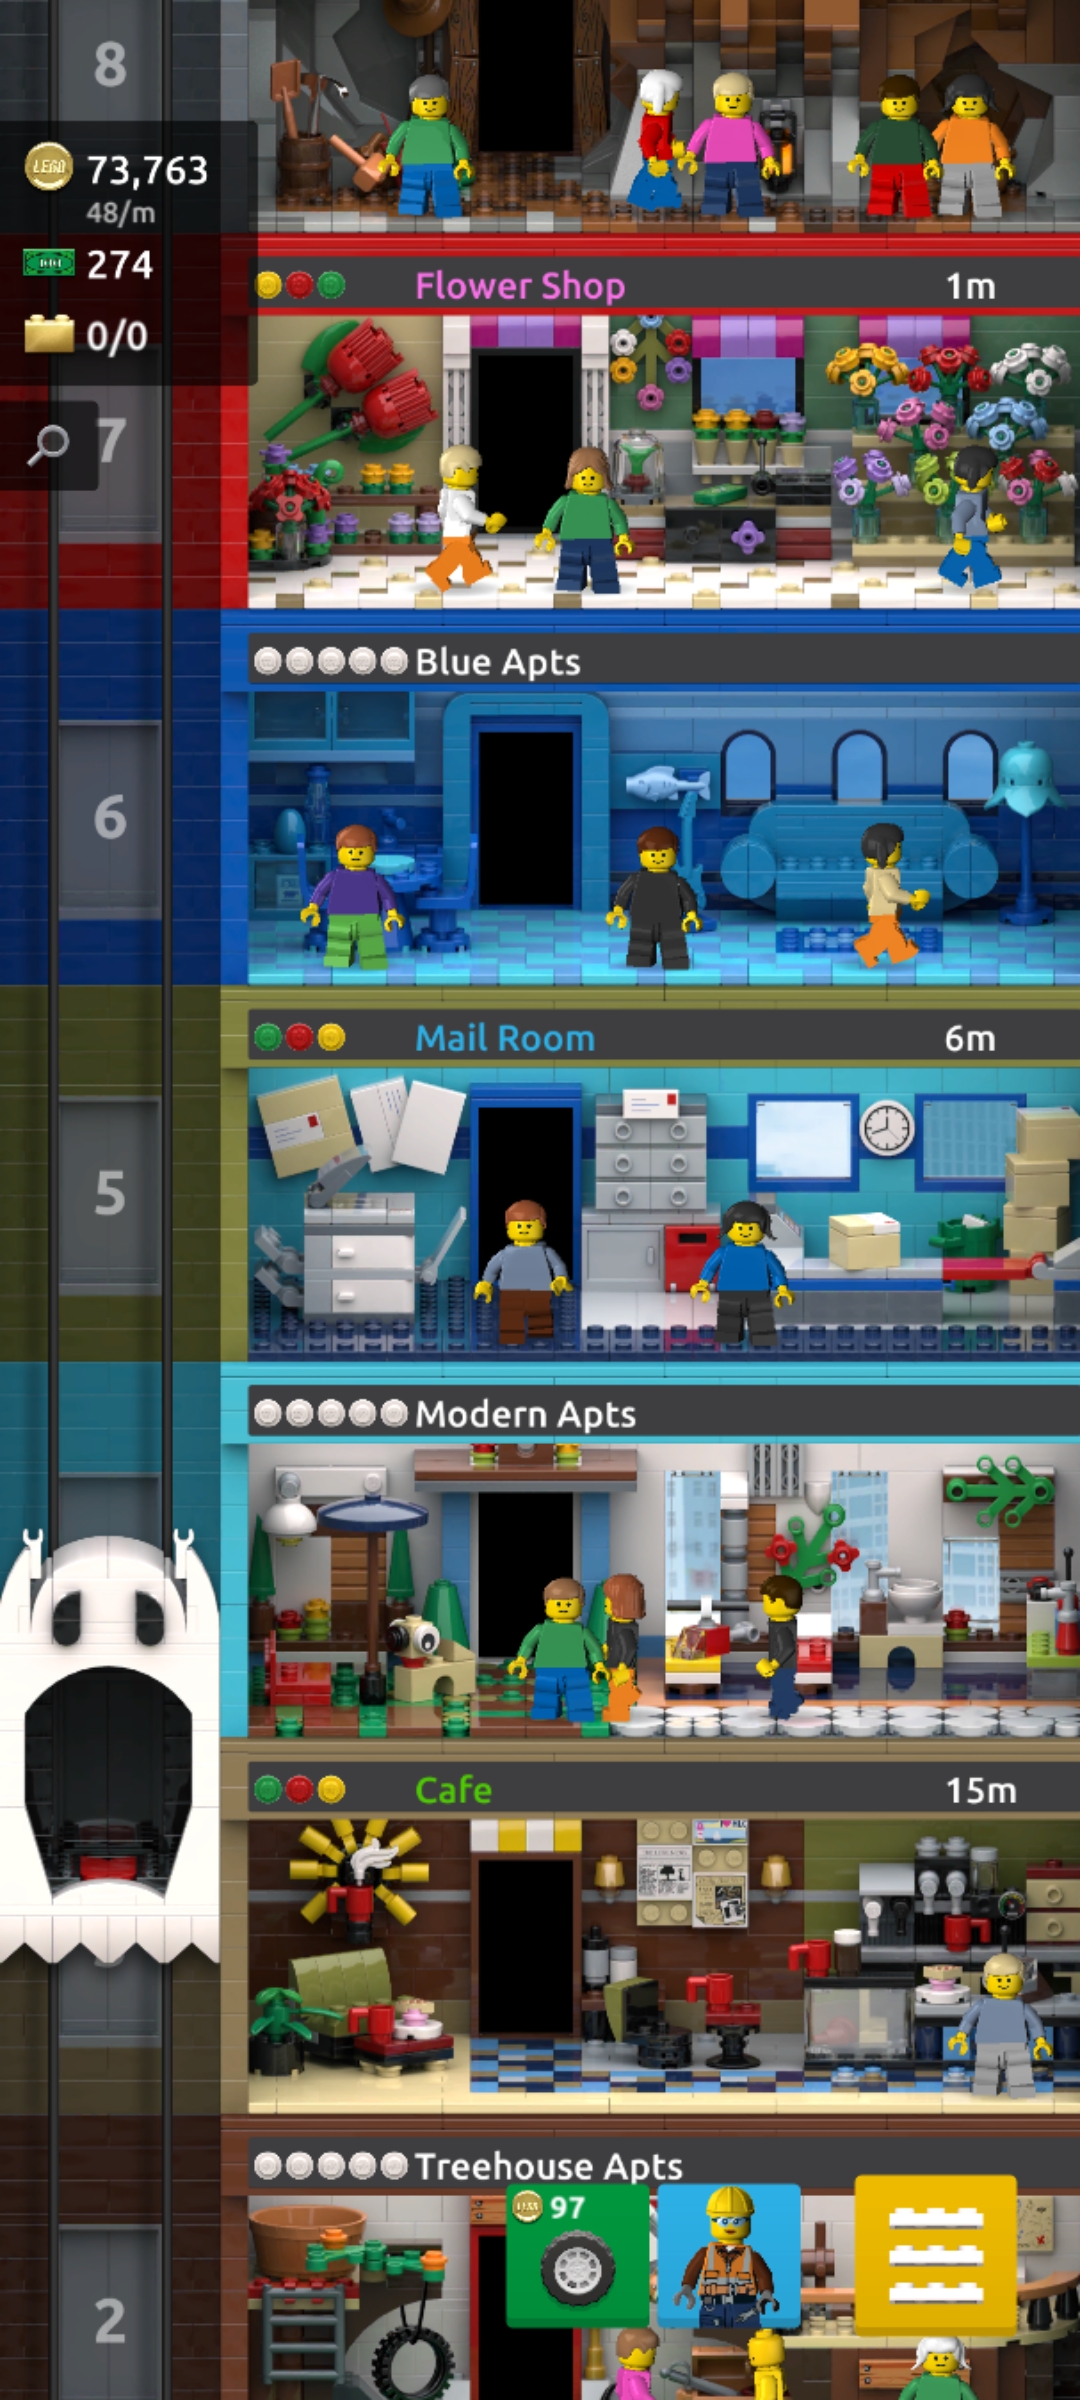 8
LEGO 73,763
48/m
274
0/0
Flower Shop 1m
7
Blue Apts
6
Mail Room 6m
5
Modern Apts
Cafe 15m
Treehouse Apts
97
2